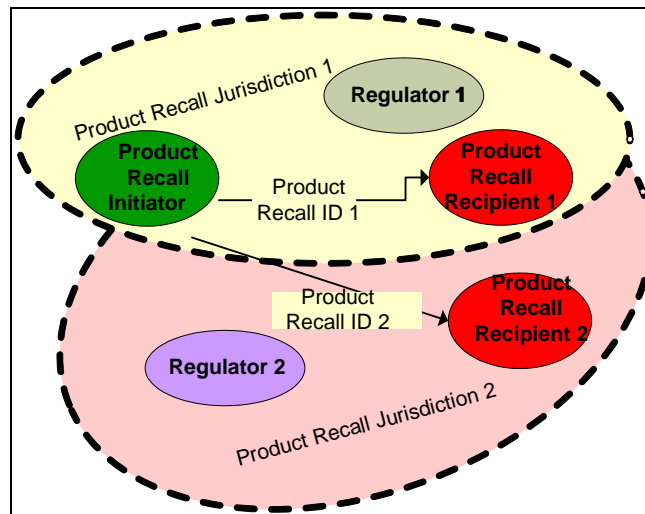 Product Recall Jurisdiction 1
Regulator 1
Product
Recall
Initiator
Product
Recall ID 1
Product
Recall
Recipient 1
Product
Recall ID 2
Product
Recall
Recipient 2
Regulator 2
Product Recall Jurisdiction 2